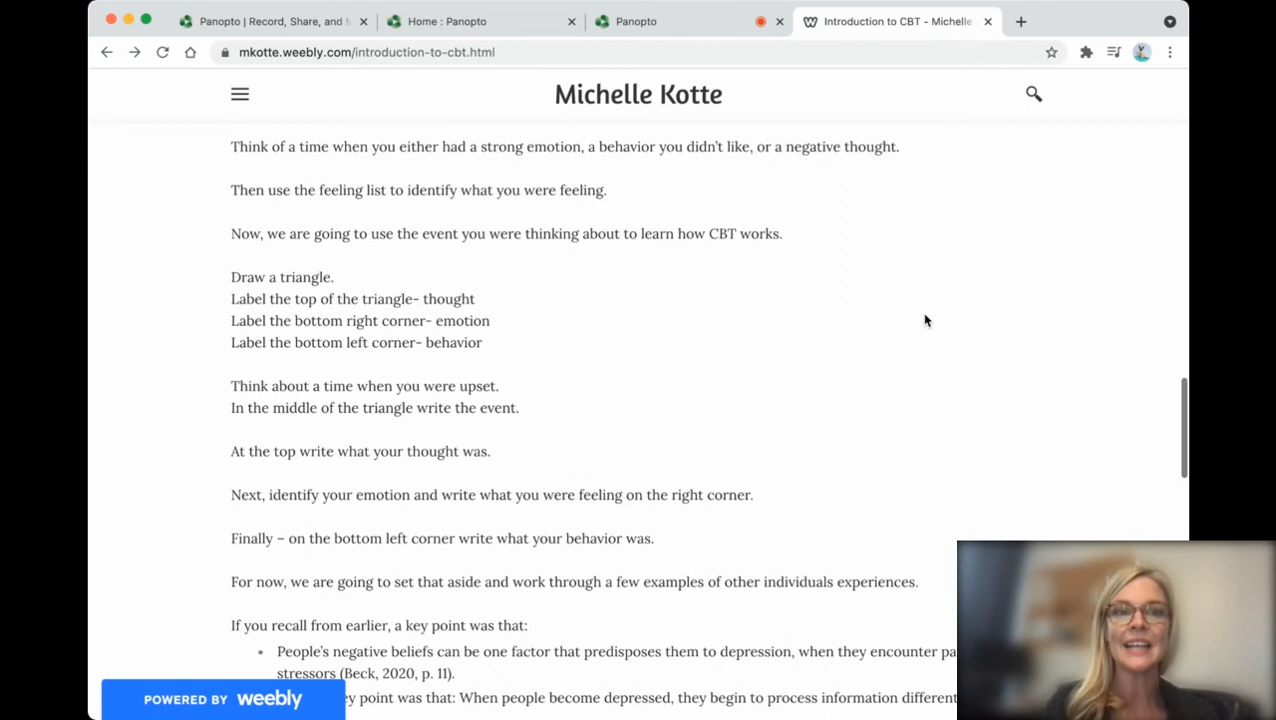 Panopto | Record, Share, and M
Home : Panopto
Panopto
Introduction to CBT - Michelle
mkotte.weebly.com/introduction-to-cbt.html
Michelle Kotte
Think of a time when you either had a strong emotion, a behavior you didn't like, or a negative thought.
Then use the feeling list to identify what you were feeling.
Now, we are going to use the event you were thinking about to learn how CBT works.
Draw a triangle.
Label the top of the triangle- thought
Label the bottom right corner- emotion
Label the bottom left corner- behavior
Think about a time when you were upset.
In the middle of the triangle write the event.
At the top write what your thought was.
Next, identify your emotion and write what you were feeling on the right corner.
Finally – on the bottom left corner write what your behavior was.
For now, we are going to set that aside and work through a few examples of other individuals experiences.
If you recall from earlier, a key point was that:
People's negative beliefs can be one factor that predisposes them to depression, when they encounter pa
stressors (Beck, 2020, p. 11).
ey point was that: When people become depressed, they begin to process information different
POWERED BY weebly